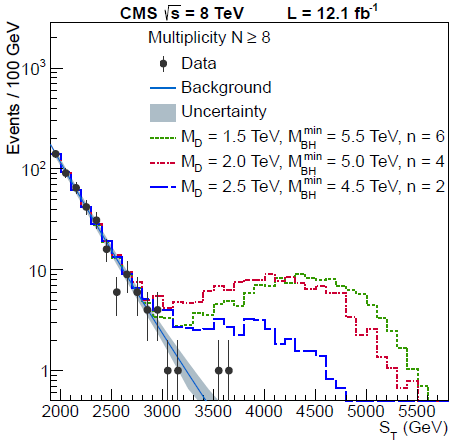 CMS √s = 8 TeV L = 12.1 fb⁻¹
Multiplicity N ≥ 8
Data
Background
Uncertainty
M_D = 1.5 TeV, M_BH^min = 5.5 TeV, n = 6
M_D = 2.0 TeV, M_BH^min = 5.0 TeV, n = 4
M_D = 2.5 TeV, M_BH^min = 4.5 TeV, n = 2
Events / 100 GeV
10³
10²
10
1
2000 2500 3000 3500 4000 4500 5000 5500
S_T (GeV)